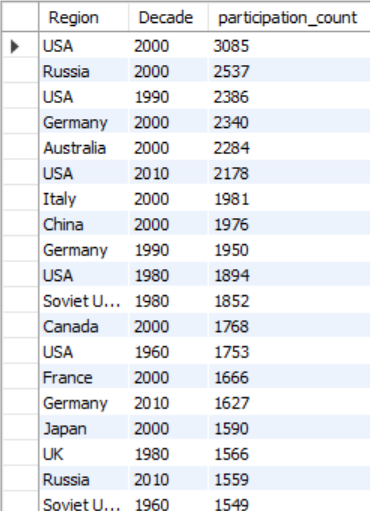 Region Decade participation_count
USA 2000 3085
Russia 2000 2537
USA 1990 2386
Germany 2000 2340
Australia 2000 2284
USA 2010 2178
Italy 2000 1981
China 2000 1976
Germany 1990 1950
USA 1980 1894
Soviet U... 1980 1852
Canada 2000 1768
USA 1960 1753
France 2000 1666
Germany 2010 1627
Japan 2000 1590
UK 1980 1566
Russia 2010 1559
Soviet U... 1960 1549